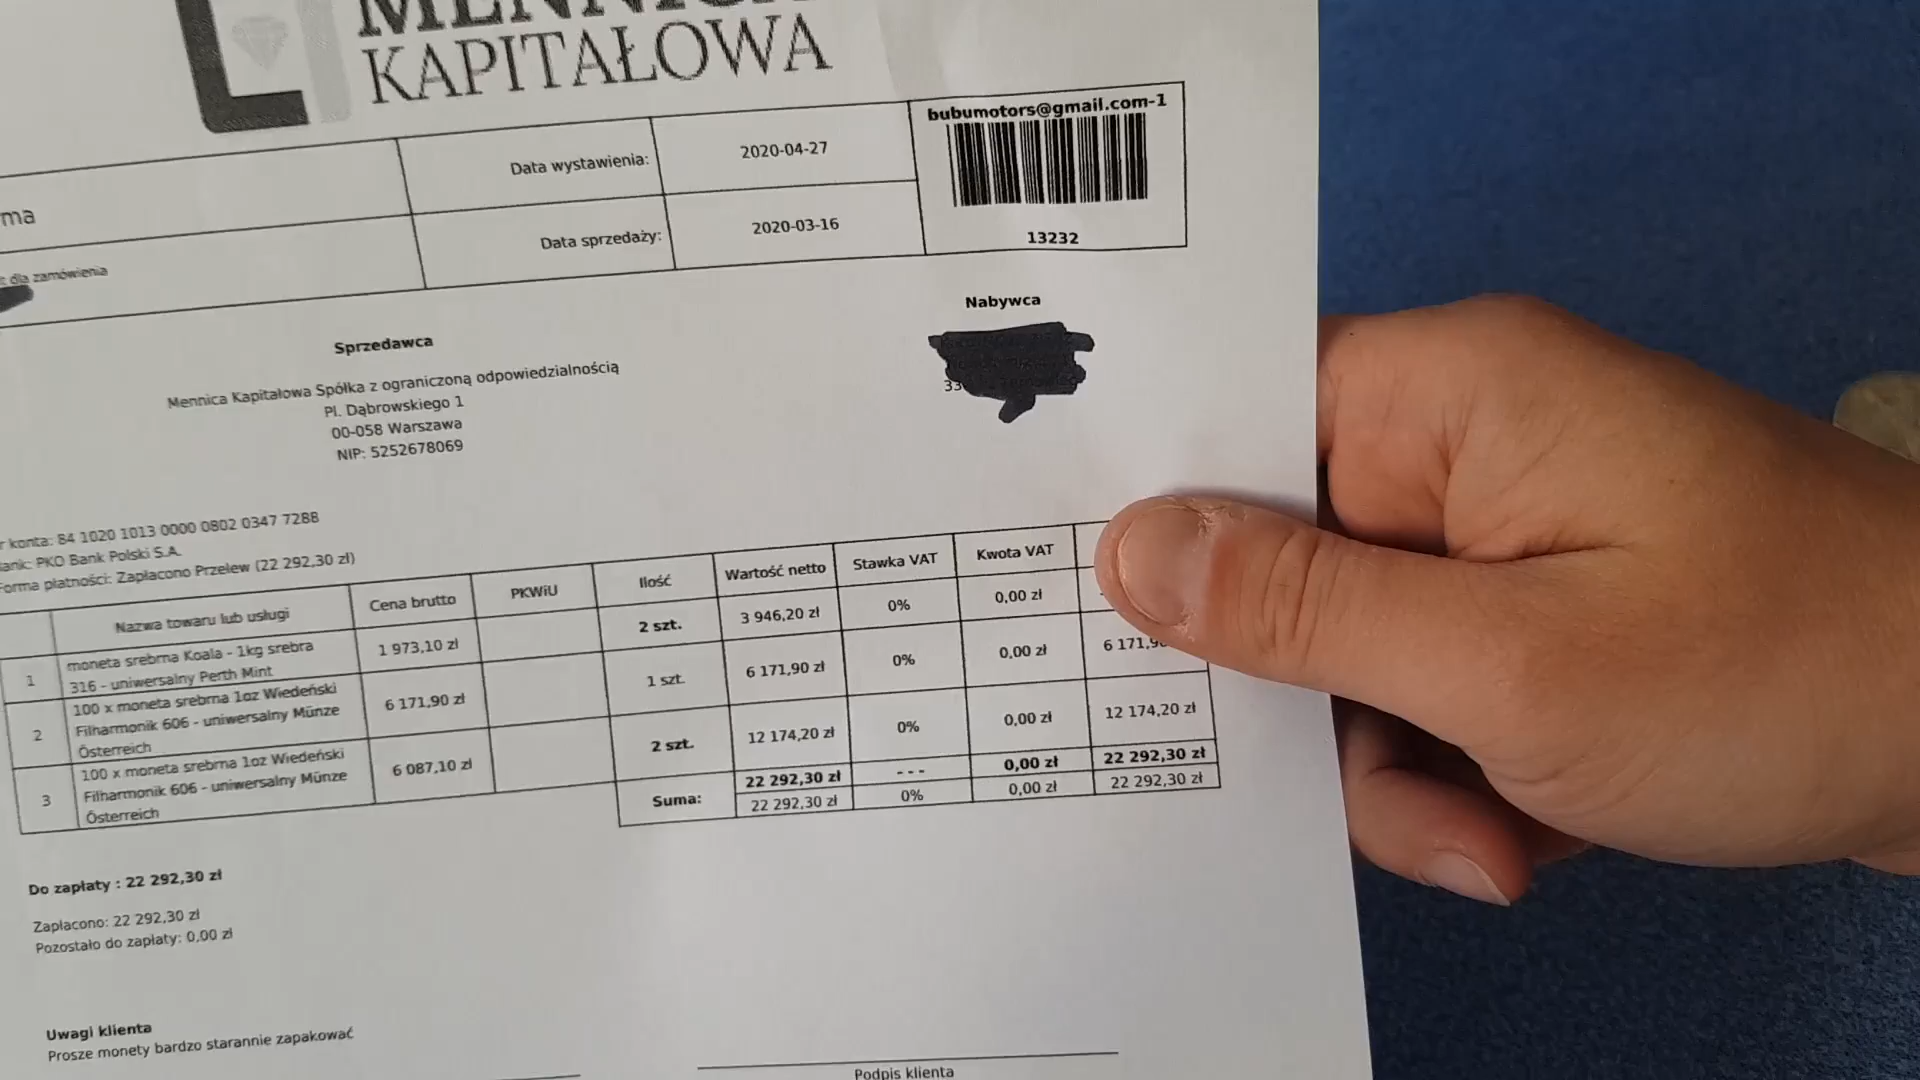 KAPITAŁOWA
bubumotors@gmail.com-1
Data wystawienia:
2020-04-27
ma
Data sprzedaży:
2020-03-16
13232
dla zamówienia
Nabywca
Sprzedawca
Mennica Kapitałowa Spółka z ograniczoną odpowiedzialnością
Pl. Dąbrowskiego 1
00-058 Warszawa
NIP: 5252678069
33
r konta: 84 1020 1013 0000 0802 0347 7288
ank: PKO Bank Polski S.A.
Forma płatności: Zapłacono Przelew (22 292,30 zł)
Nazwa towaru lub usługi Cena brutto PKWiU Ilość Wartość netto Stawka VAT Kwota VAT
1 moneta srebrna Koala - 1kg srebra
316 - uniwersalny Perth Mint 1 973,10 zł 2 szt. 3 946,20 zł 0% 0,00 zł
2 100 x moneta srebrna 1oz Wiedeński
Filharmonik 606 - uniwersalny Münze
Österreich 6 171,90 zł 1 szt. 6 171,90 zł 0% 0,00 zł 6 171,9
3 100 x moneta srebrna 1oz Wiedeński
Filharmonik 606 - uniwersalny Münze
Österreich 6 087,10 zł 2 szt. 12 174,20 zł 0% 0,00 zł 12 174,20 zł
Suma: 22 292,30 zł - - - 0,00 zł 22 292,30 zł
22 292,30 zł 0% 0,00 zł 22 292,30 zł
Do zapłaty : 22 292,30 zł
Zapłacono: 22 292,30 zł
Pozostało do zapłaty: 0,00 zł
Uwagi klienta
Prosze monety bardzo starannie zapakować
Podpis klienta